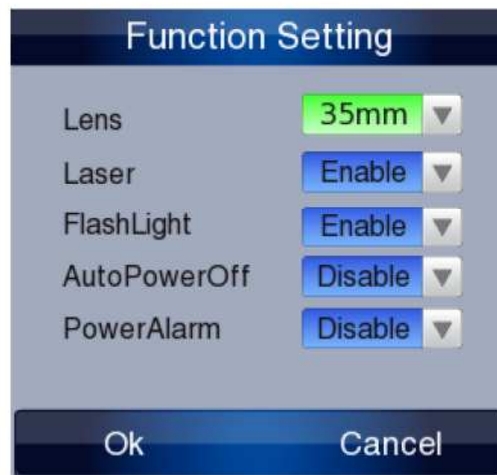 Function Setting
Lens 35mm
Laser Enable
FlashLight Enable
AutoPowerOff Disable
PowerAlarm Disable
Ok Cancel